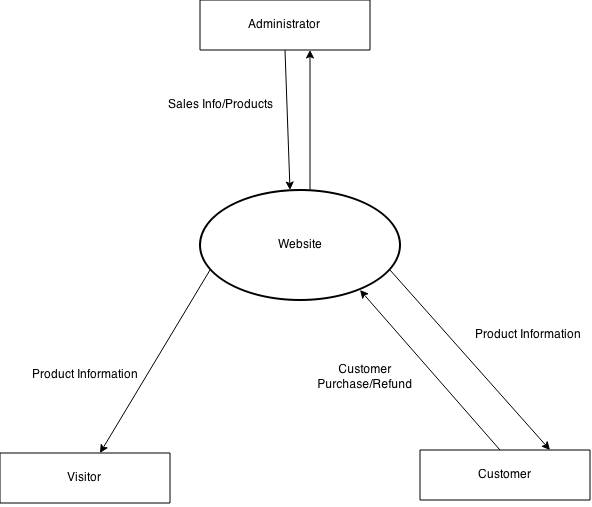 Administrator
Sales Info/Products
Website
Product Information
Customer
Purchase/Refund
Product Information
Visitor
Customer